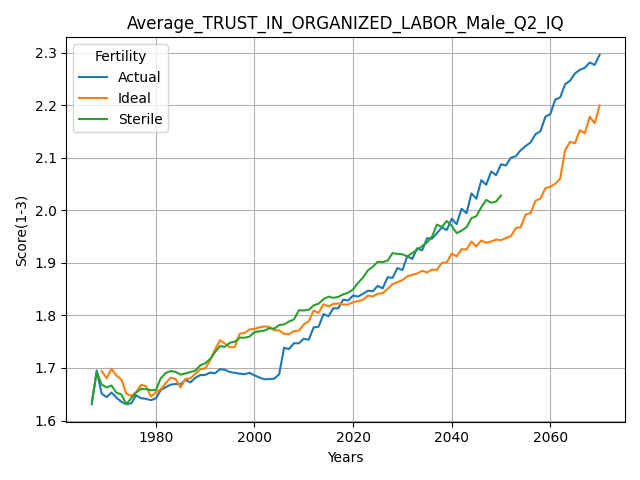 Average_TRUST_IN_ORGANIZED_LABOR_Male_Q2_IQ
Fertility
Actual
Ideal
Sterile
Score(1-3)
2.3
2.2
2.1
2.0
1.9
1.8
1.7
1.6
1980 2000 2020 2040 2060
Years